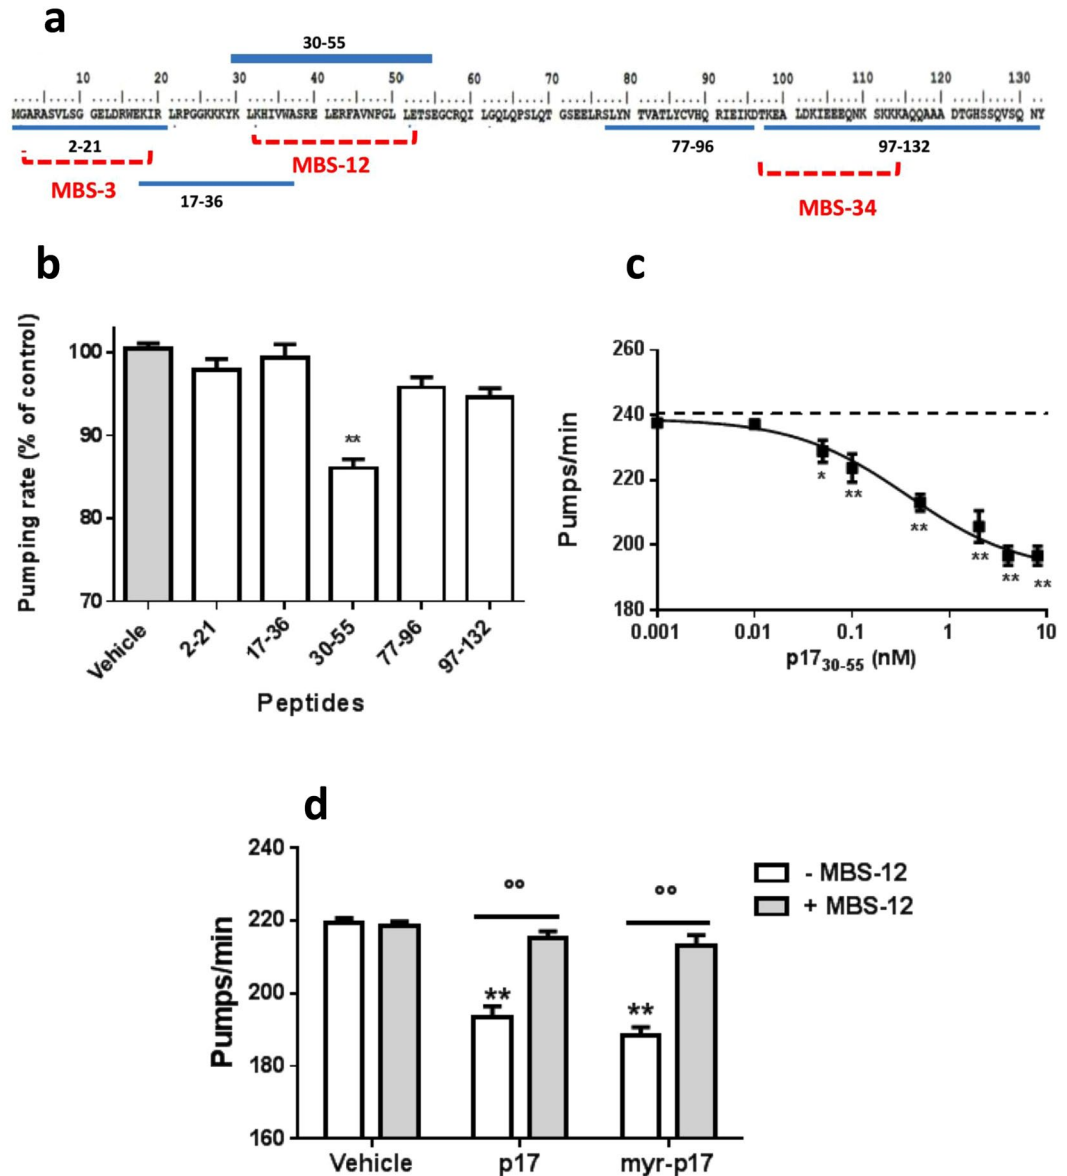 a
30-55
10 20 30 40 50 60 70 80 90 100 110 120 130
MGARASVLSG GELDRWEKIR LRPGGKKKYK LKHIVWASRE LERFAVNPGL LETSEGCRQI LGQLQPSLQT GSEELRSLYN TVATLYCVHQ RIEIKDTKEA LDKIEEEQNK SKKKAQQAAA DTGHSSQVSQ NY
2-21 77-96 97-132
MBS-3 MBS-12 MBS-34
17-36
b
Pumping rate (% of control)
100
90
80
70
**
Vehicle 2-21 17-36 30-55 77-96 97-132
Peptides
c
Pumps/min
260
240
220
200
180
* ** ** ** ** **
0.001 0.01 0.1 1 10
p17₃₀₋₅₅ (nM)
d
Pumps/min
240
220
200
180
160
°° °°
** **
- MBS-12
+ MBS-12
Vehicle p17 myr-p17